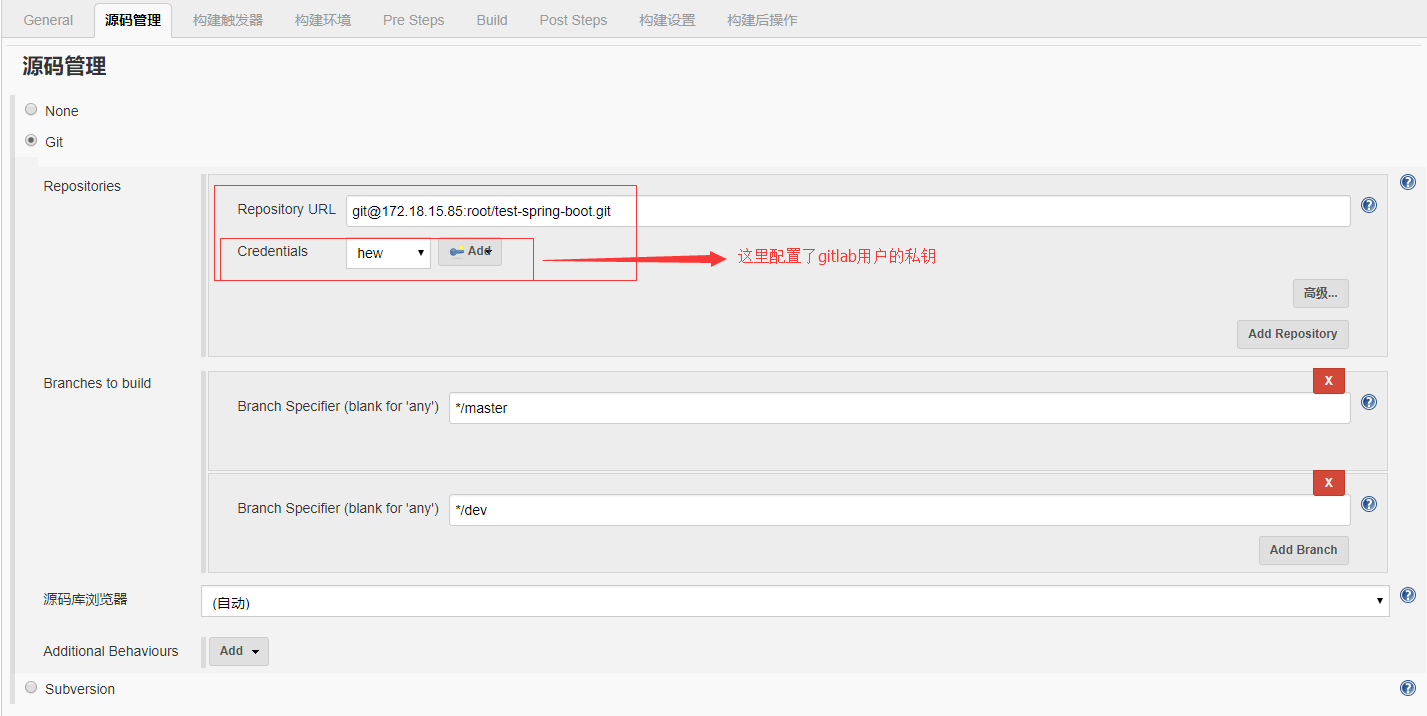 General 源码管理 构建触发器 构建环境 Pre Steps Build Post Steps 构建设置 构建后操作
源码管理
None
Git
Repositories
Repository URL git@172.18.15.85:root/test-spring-boot.git
Credentials hew Add 这里配置了gitlab用户的私钥
高级...
Add Repository
Branches to build
X
Branch Specifier (blank for 'any') */master
X
Branch Specifier (blank for 'any') */dev
Add Branch
源码库浏览器 (自动)
Additional Behaviours Add
Subversion